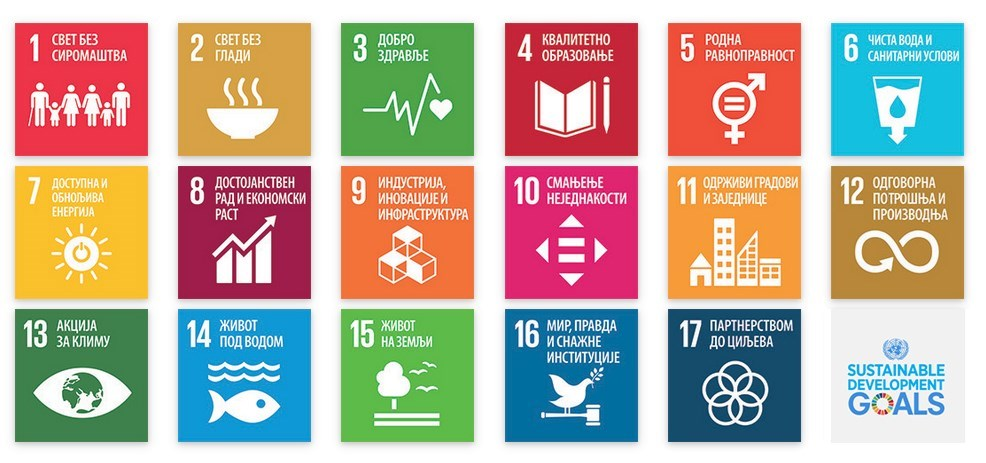 1 СВЕТ БЕЗ
СИРОМАШТВА
2 СВЕТ БЕЗ
ГЛАДИ
3 ДОБРО
ЗДРАВЉЕ
4 КВАЛИТЕТНО
ОБРАЗОВАЊЕ
5 РОДНА
РАВНОПРАВНОСТ
6 ЧИСТА ВОДА И
САНИТАРНИ УСЛОВИ
7 ДОСТУПНА И
ОБНОЉИВА
ЕНЕРГИЈА
8 ДОСТОЈАНСТВЕН
РАД И ЕКОНОМСКИ
РАСТ
9 ИНДУСТРИЈА,
ИНОВАЦИЈЕ И
ИНФРАСТРУКТУРА
10 СМАЊЕЊЕ
НЕЈЕДНАКОСТИ
11 ОДРЖИВИ ГРАДОВИ
И ЗАЈЕДНИЦЕ
12 ОДГОВОРНА
ПОТРОШЊА И
ПРОИЗВОДЊА
13 АКЦИЈА
ЗА КЛИМУ
14 ЖИВОТ
ПОД ВОДОМ
15 ЖИВОТ
НА ЗЕМЉИ
16 МИР, ПРАВДА
И СНАЖНЕ
ИНСТИТУЦИЈЕ
17 ПАРТНЕРСТВОМ
ДО ЦИЉЕВА
SUSTAINABLE
DEVELOPMENT
GOALS